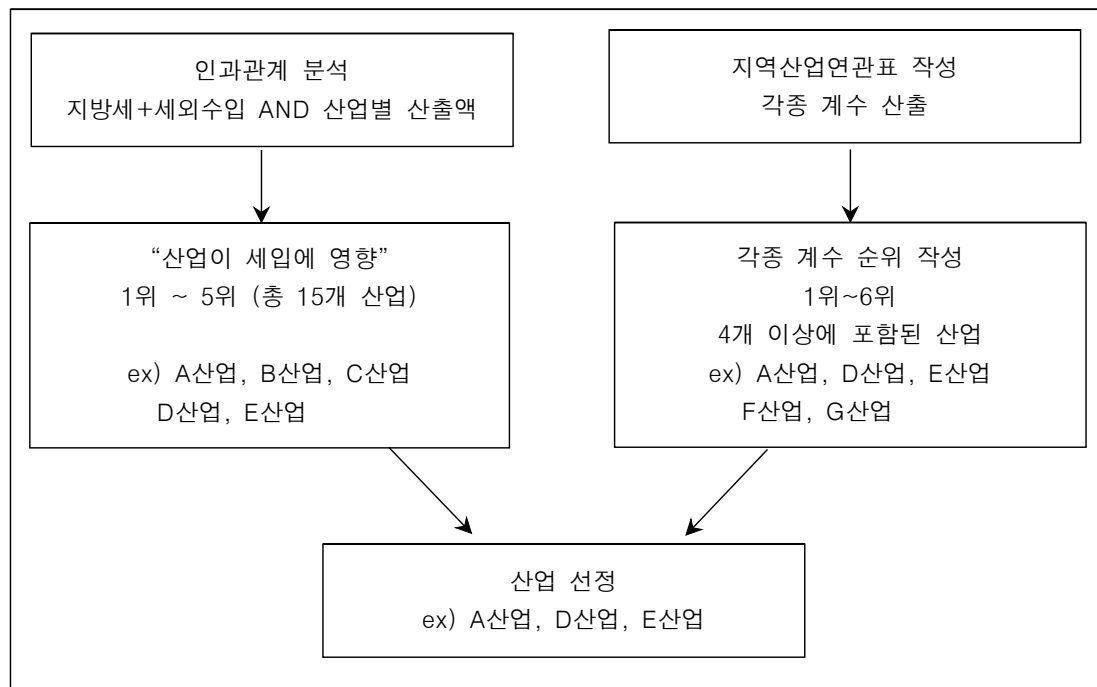 인과관계 분석
지방세+세외수입 AND 산업별 산출액
지역산업연관표 작성
각종 계수 산출
“산업이 세입에 영향”
1위 ~ 5위 (총 15개 산업)
ex) A산업, B산업, C산업
D산업, E산업
각종 계수 순위 작성
1위~6위
4개 이상에 포함된 산업
ex) A산업, D산업, E산업
F산업, G산업
산업 선정
ex) A산업, D산업, E산업